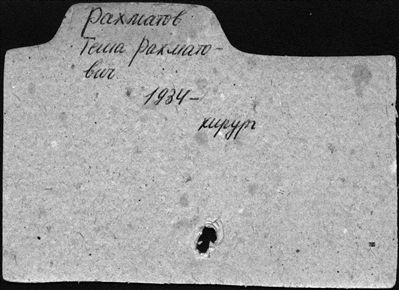 Рахматов
Теша Рахмато-
вич
1934-
хирург